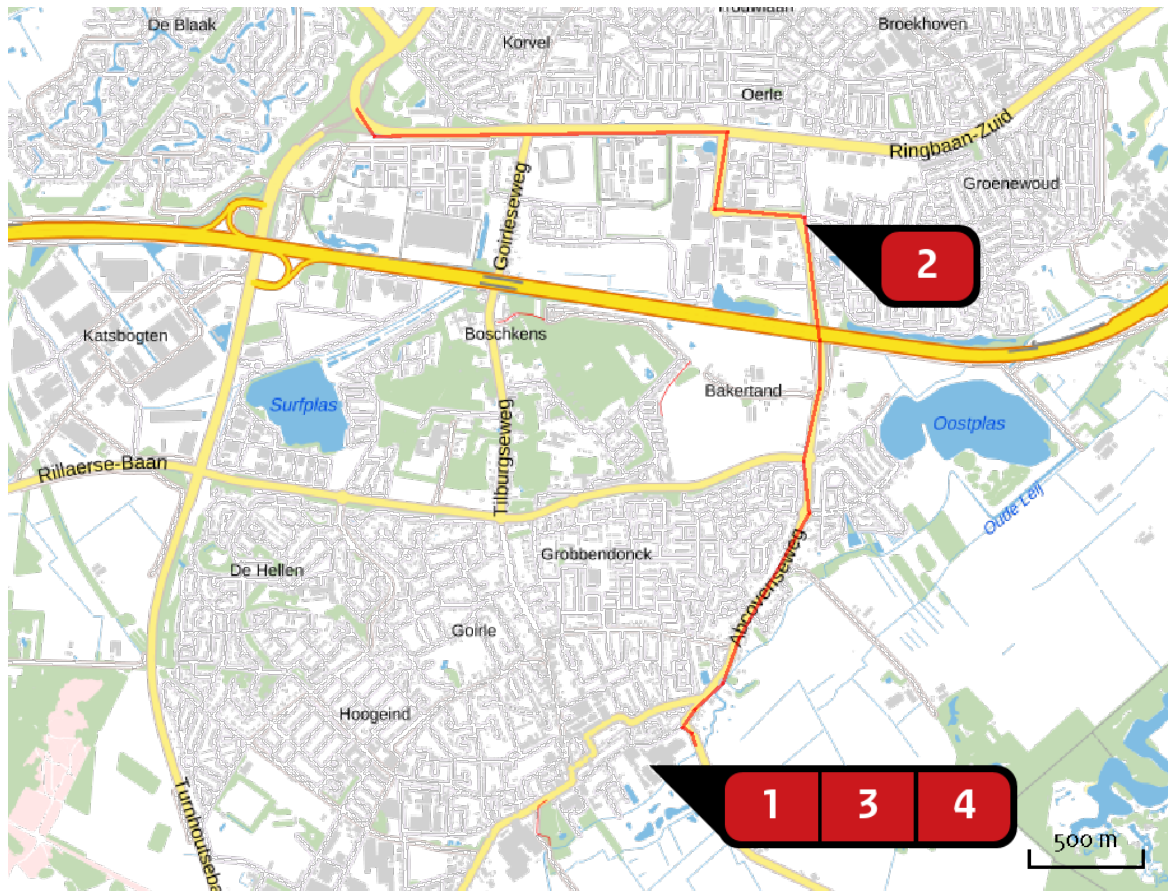 De Blaak
Korvel
Broekhoven
Oerle
Ringbaan-Zuid
Groenewoud
Goirleseweg
2
Katsbogten
Boschkens
Bakertand
Surfplas
Oostplas
Tilburgseweg
Rillaerse-Baan
Oude Leij
Abcovenseweg
Grobbendonck
De Hellen
Goirle
Hoogeind
1 3 4
500 m